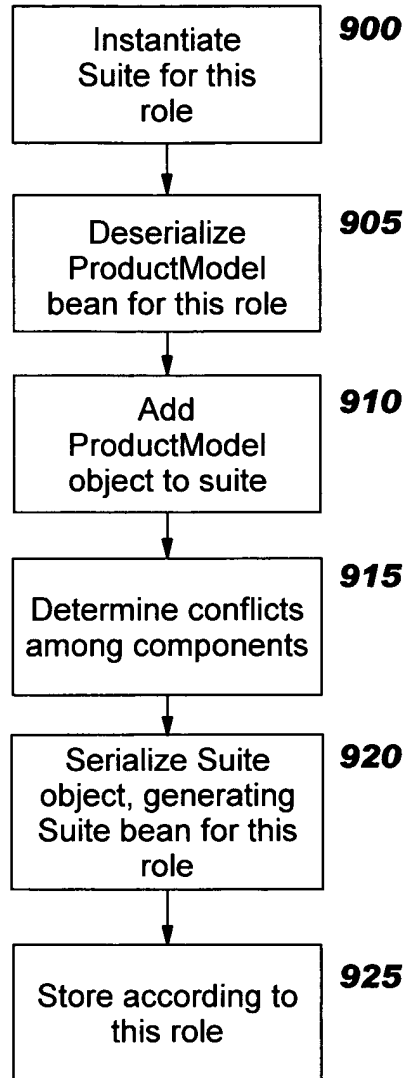 Instantiate
Suite for this
role
900
Deserialize
ProductModel
bean for this role
905
Add
ProductModel
object to suite
910
Determine conflicts
among components
915
Serialize Suite
object, generating
Suite bean for this
role
920
Store according to
this role
925